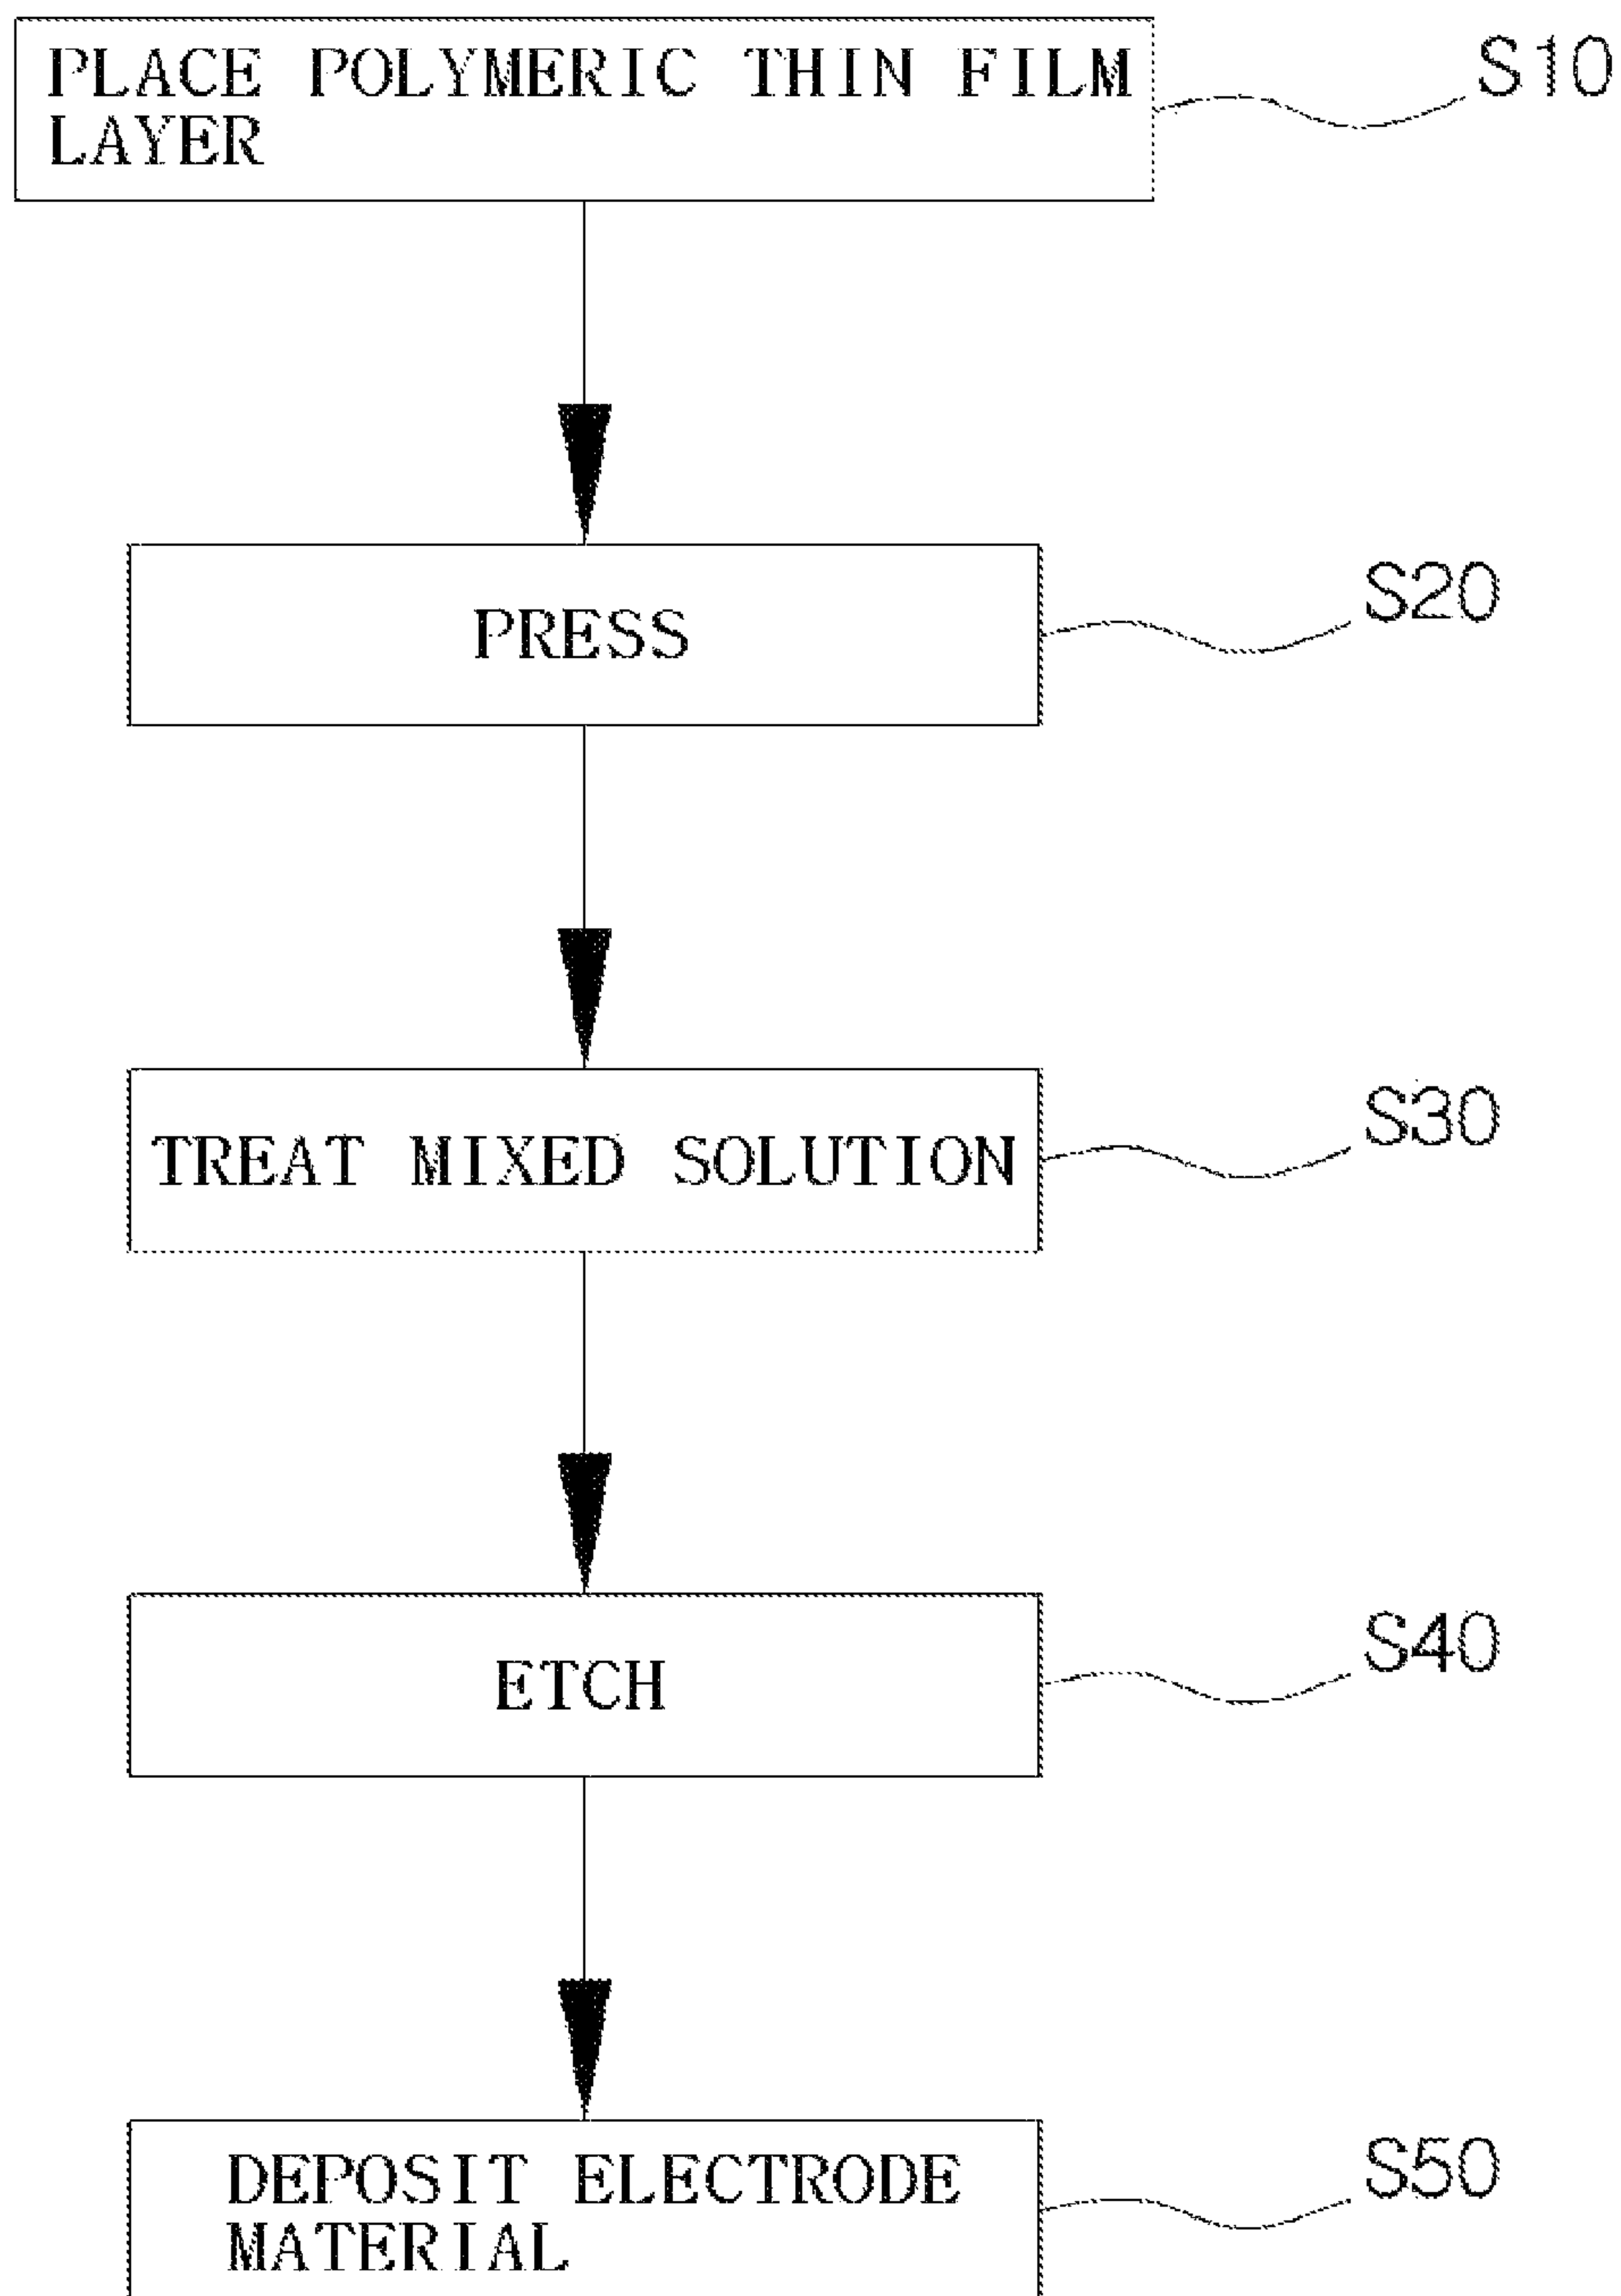 PLACE POLYMERIC THIN FILM
LAYER
S10
PRESS
S20
TREAT MIXED SOLUTION
S30
ETCH
S40
DEPOSIT ELECTRODE
MATERIAL
S50